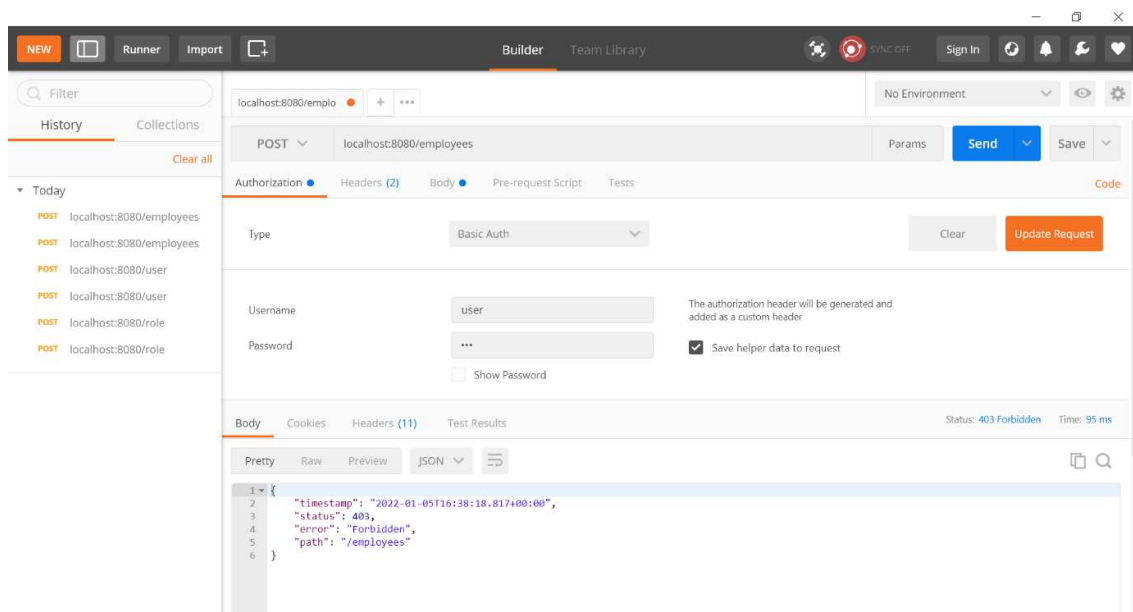 NEW Runner Import Builder Team Library SYNC OFF Sign In
Filter
History Collections
Clear all
Today
POST localhost:8080/employees
POST localhost:8080/employees
POST localhost:8080/user
POST localhost:8080/user
POST localhost:8080/role
POST localhost:8080/role
localhost:8080/emplo + ••• No Environment
POST localhost:8080/employees Params Send Save
Authorization Headers (2) Body Pre-request Script Tests Code
Type Basic Auth Clear Update Request
Username user The authorization header will be generated and
added as a custom header
Password ••• Save helper data to request
Show Password
Body Cookies Headers (11) Test Results Status: 403 Forbidden Time: 95 ms
Pretty Raw Preview JSON
1 {
2 "timestamp": "2022-01-05T16:38:18.817+00:00",
3 "status": 403,
4 "error": "Forbidden",
5 "path": "/employees"
6 }